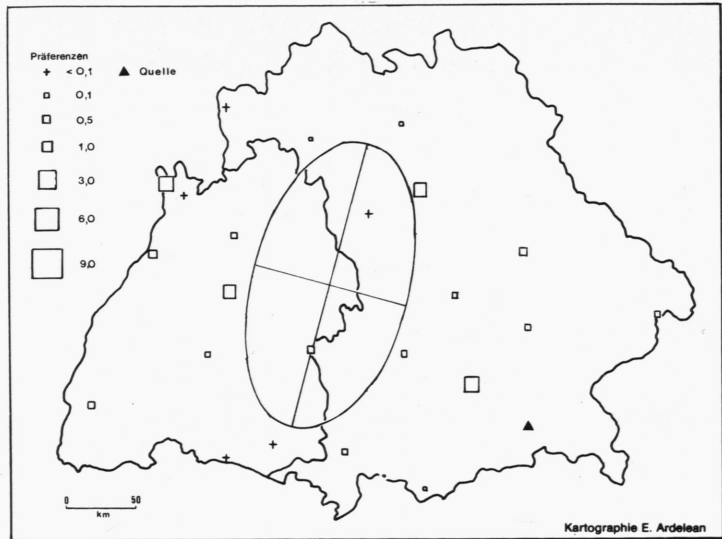 Präferenzen
< 0,1 Quelle
0,1
0,5
1,0
3,0
6,0
9,0
0 50
km
Kartographie E. Ardelean